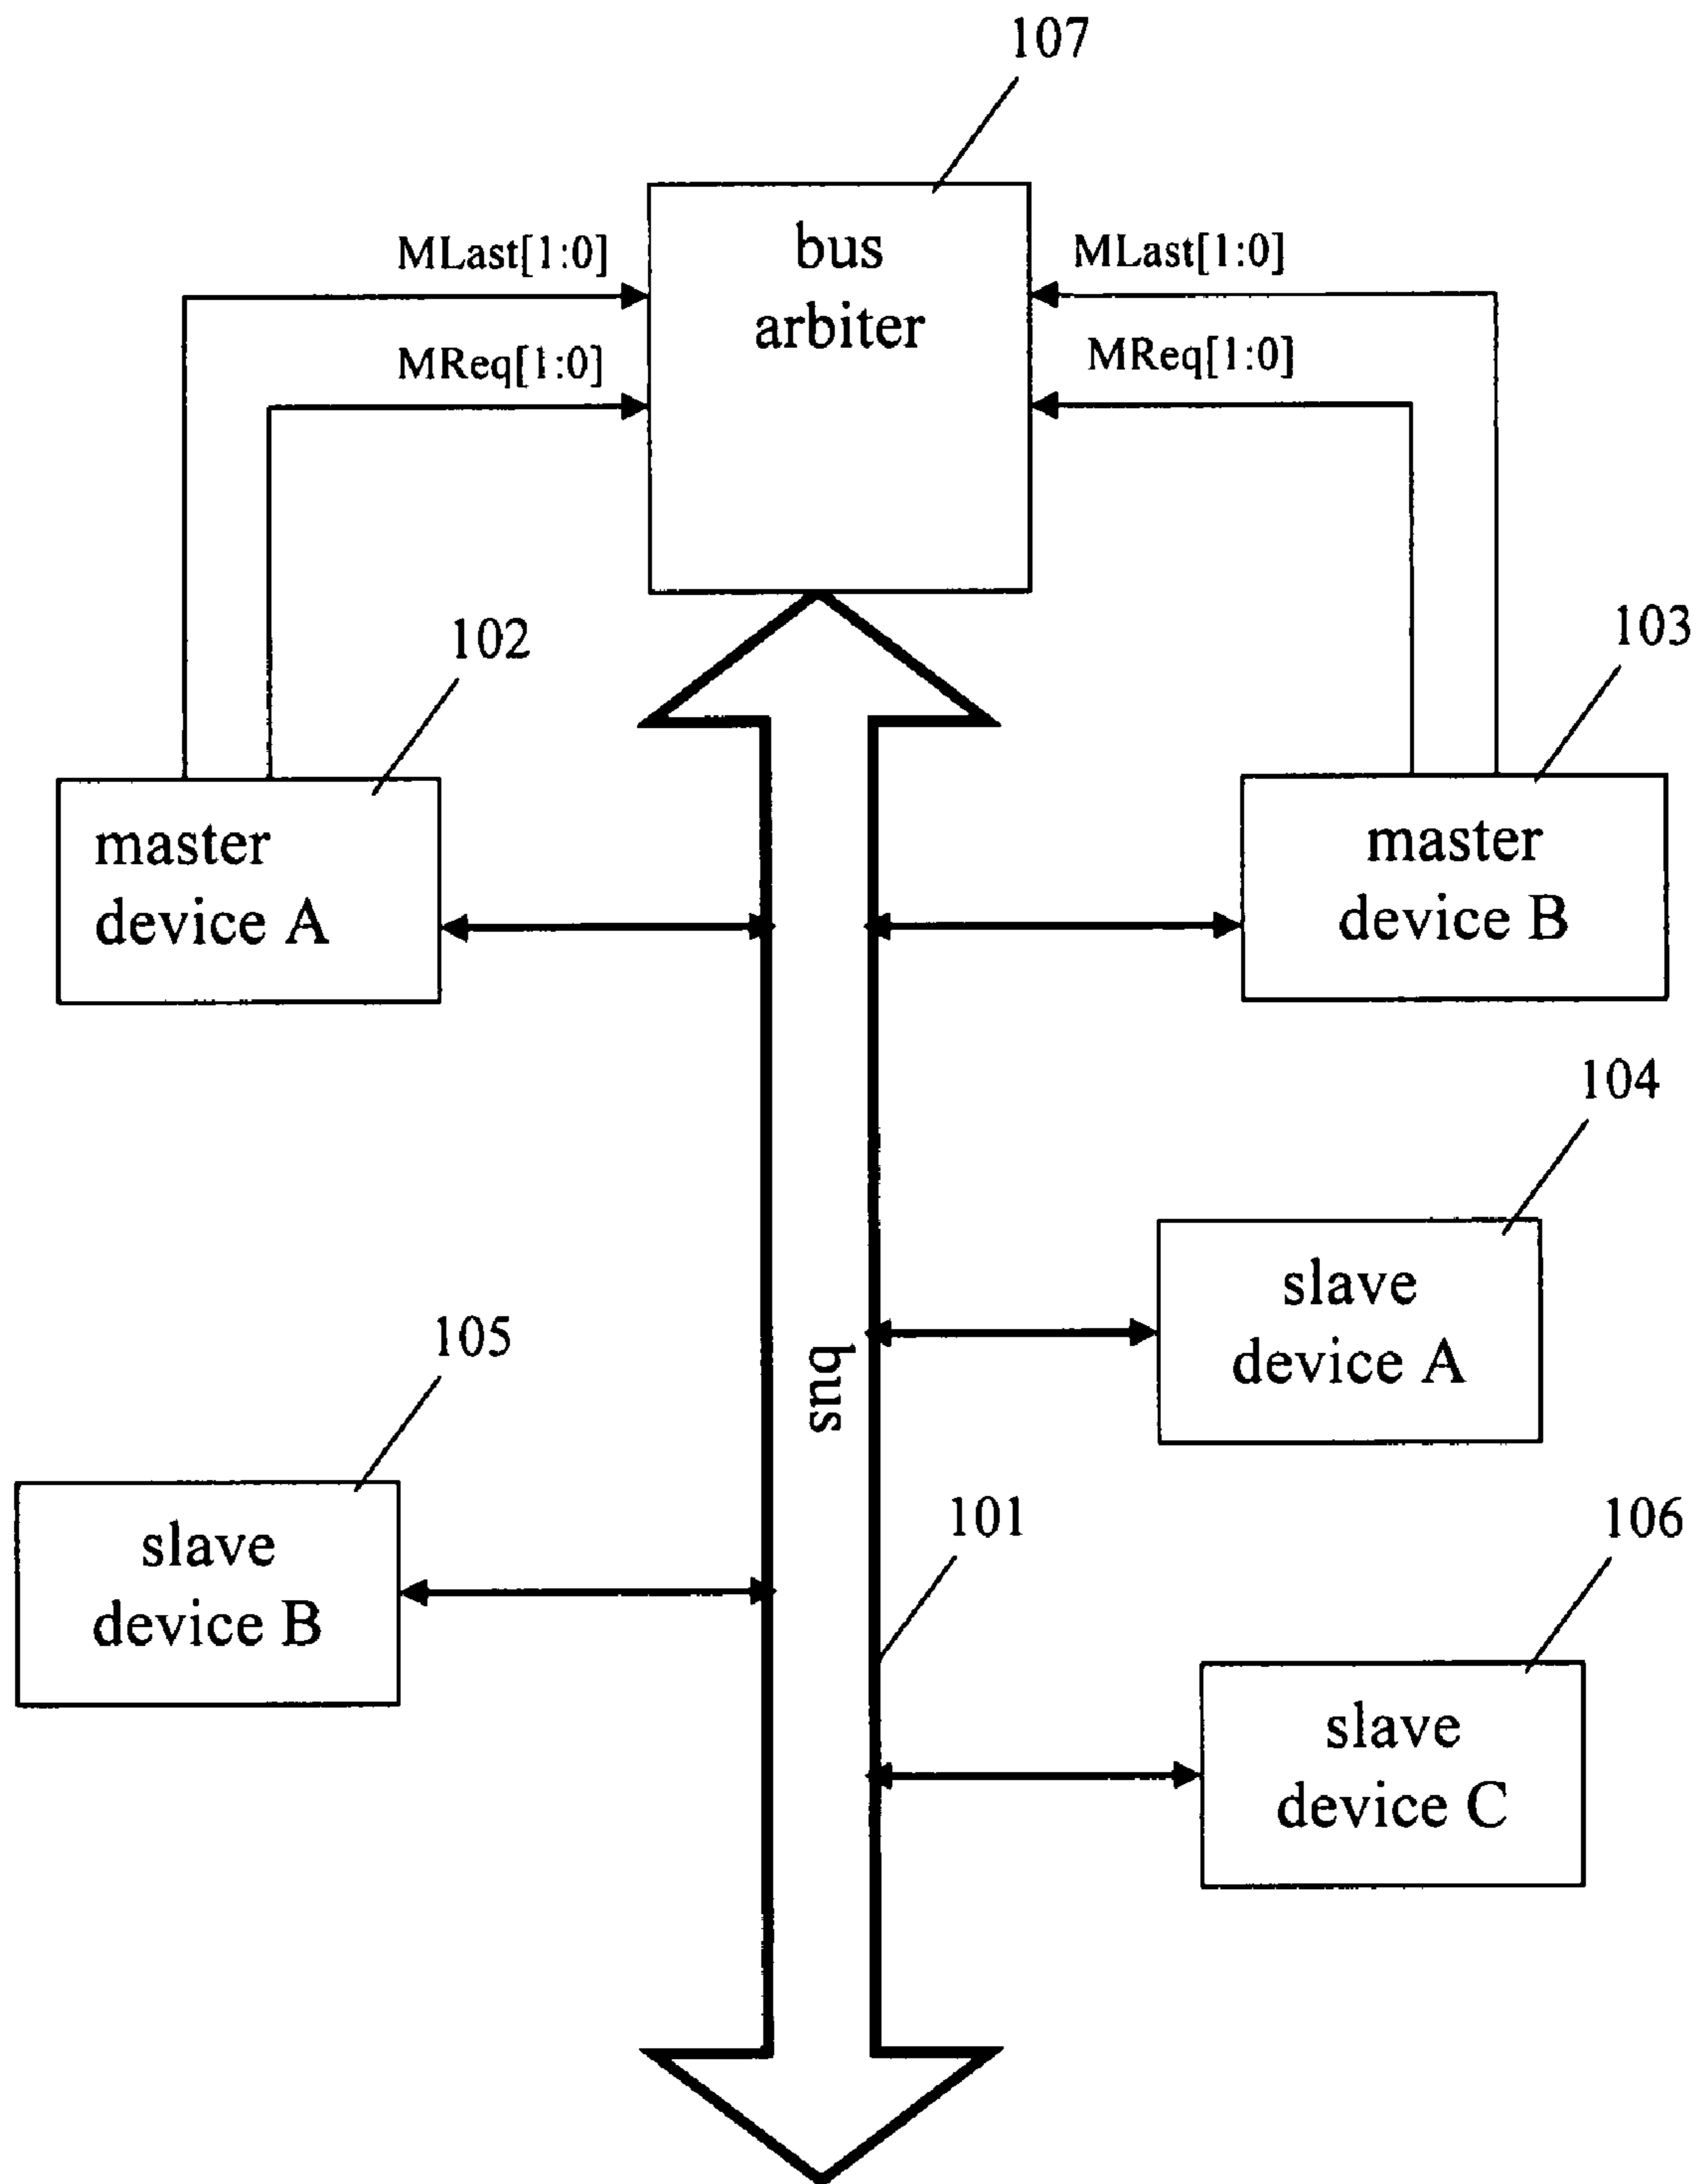 107
bus
arbiter
MLast[1:0]
MLast[1:0]
MReq[1:0]
MReq[1:0]
102
103
master
device A
master
device B
104
slave
device A
105
bus
101
106
slave
device B
slave
device C